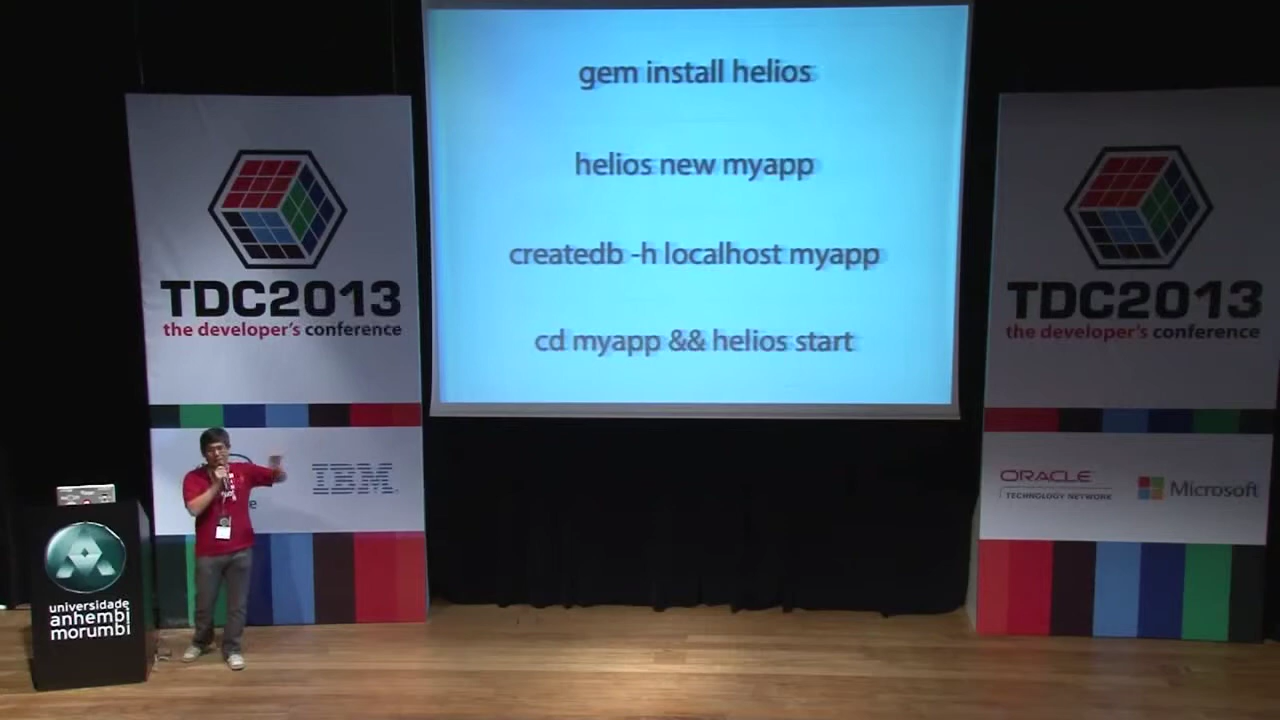 gem install helios
helios new myapp
createdb -h localhost myapp
cd myapp && helios start
TDC2013
the developer's conference
IBM
universidade
anhembi
morumbi
TDC2013
the developer's conference
ORACLE
TECHNOLOGY NETWORK
Microsoft